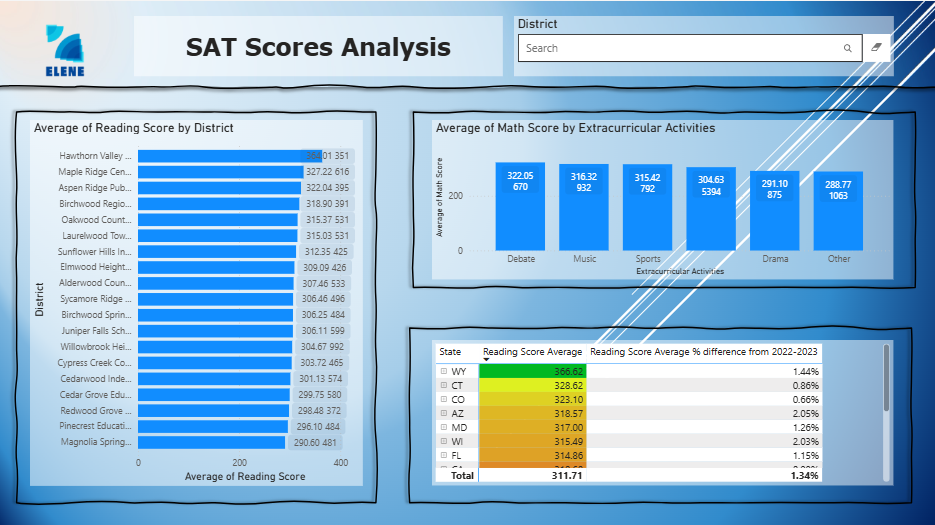 ELENE
SAT Scores Analysis
District
Search
Average of Reading Score by District
District
Hawthorn Valley ... 01 351
Maple Ridge Cen... 327.22 616
Aspen Ridge Pub... 322.04 395
Birchwood Regio... 318.90 391
Oakwood Count... 315.37 531
Laurelwood Tow... 315.03 531
Sunflower Hills In... 312.35 425
Elmwood Height... 309.09 426
Alderwood Coun... 307.46 533
Sycamore Ridge ... 306.46 496
Birchwood Sprin... 306.25 484
Juniper Falls Sch... 306.11 599
Willowbrook Hei... 304.67 992
Cypress Creek Co... 303.72 465
Cedarwood Inde... 301.13 574
Cedar Grove Edu... 299.75 580
Redwood Grove ... 298.48 372
Pinecrest Educati... 296.10 484
Magnolia Spring... 290.60 481
0 200 400
Average of Reading Score
Average of Math Score by Extracurricular Activities
Average of Math Score
200
0
322.05 316.32 315.42 304.63 291.10 288.77
670 932 792 5394 875 1063
Debate Music Sports Drama Other
Extracurricular Activities
State Reading Score Average Reading Score Average % difference from 2022-2023
WY 366.62 1.44%
CT 328.62 0.86%
CO 323.10 0.66%
AZ 318.57 2.05%
MD 317.00 1.26%
WI 315.49 2.03%
FL 314.86 1.15%
Total 311.71 1.34%